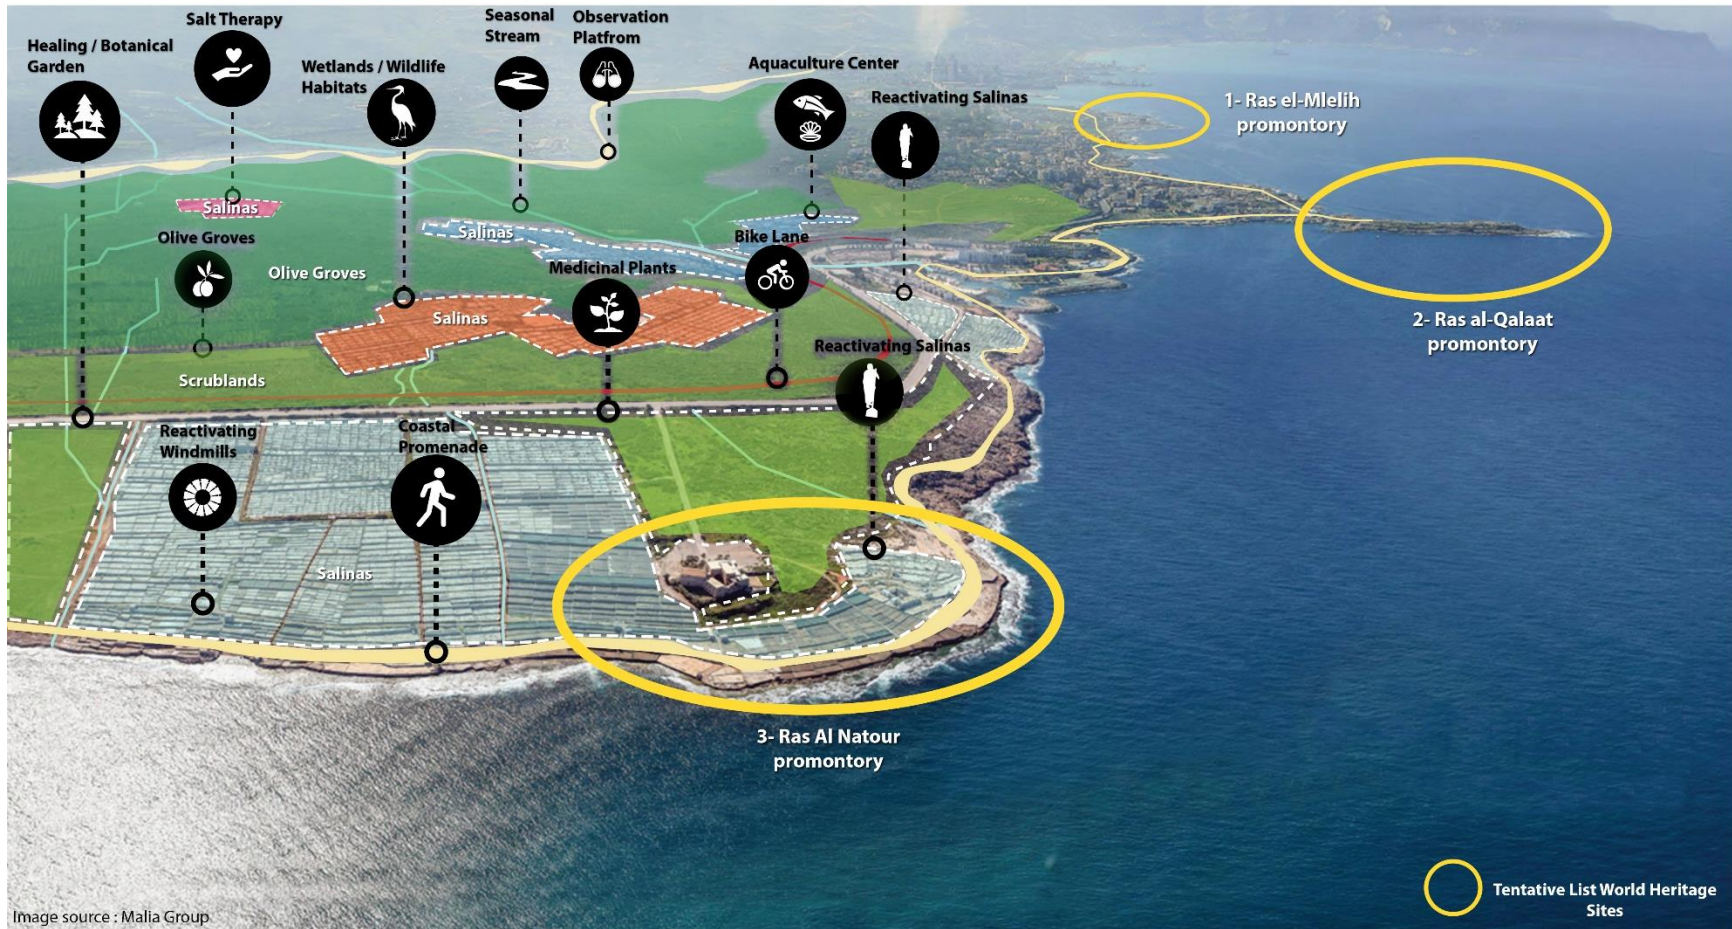 Salt Therapy
Seasonal
Stream
Observation
Platfrom
Healing / Botanical
Garden
Wetlands / Wildlife
Habitats
Aquaculture Center
Reactivating Salinas
1- Ras el-Mlelih
promontory
Salinas
Salinas
Olive Groves
Bike Lane
Olive Groves
Medicinal Plants
Salinas
2- Ras al-Qalaat
promontory
Reactivating Salinas
Scrublands
Reactivating
Windmills
Coastal
Promenade
Salinas
3- Ras Al Natour
promontory
Tentative List World Heritage
Sites
Image source : Malia Group